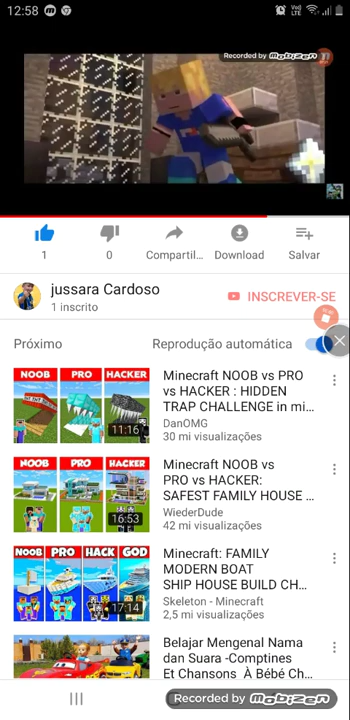 12:58
Vo)) LTE
Recorded by Mobizen
1
0
Compartil...
Download
Salvar
jussara Cardoso
1 inscrito
INSCREVER-SE
Próximo
Reprodução automática
NOOB PRO HACKER
11:16
Minecraft NOOB vs PRO
vs HACKER : HIDDEN
TRAP CHALLENGE in mi...
DanOMG
30 mi visualizações
NOOB PRO HACKER
16:53
Minecraft NOOB vs
PRO vs HACKER:
SAFEST FAMILY HOUSE ...
WiederDude
42 mi visualizações
NOOB PRO HACK GOD
17:14
Minecraft: FAMILY
MODERN BOAT
SHIP HOUSE BUILD CH...
Skeleton - Minecraft
2,5 mi visualizações
Belajar Mengenal Nama
dan Suara -Comptines
Et Chansons À Bébé Ch...
Recorded by Mobizen